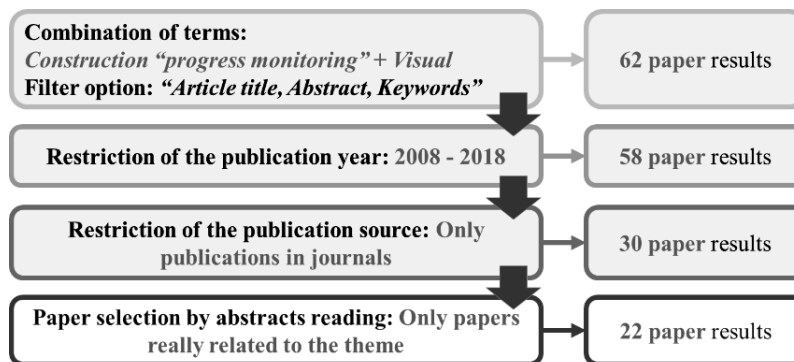 Combination of terms:
Construction “progress monitoring” + Visual
Filter option: “Article title, Abstract, Keywords”
62 paper results
Restriction of the publication year: 2008 - 2018
58 paper results
Restriction of the publication source: Only
publications in journals
30 paper results
Paper selection by abstracts reading: Only papers
really related to the theme
22 paper results